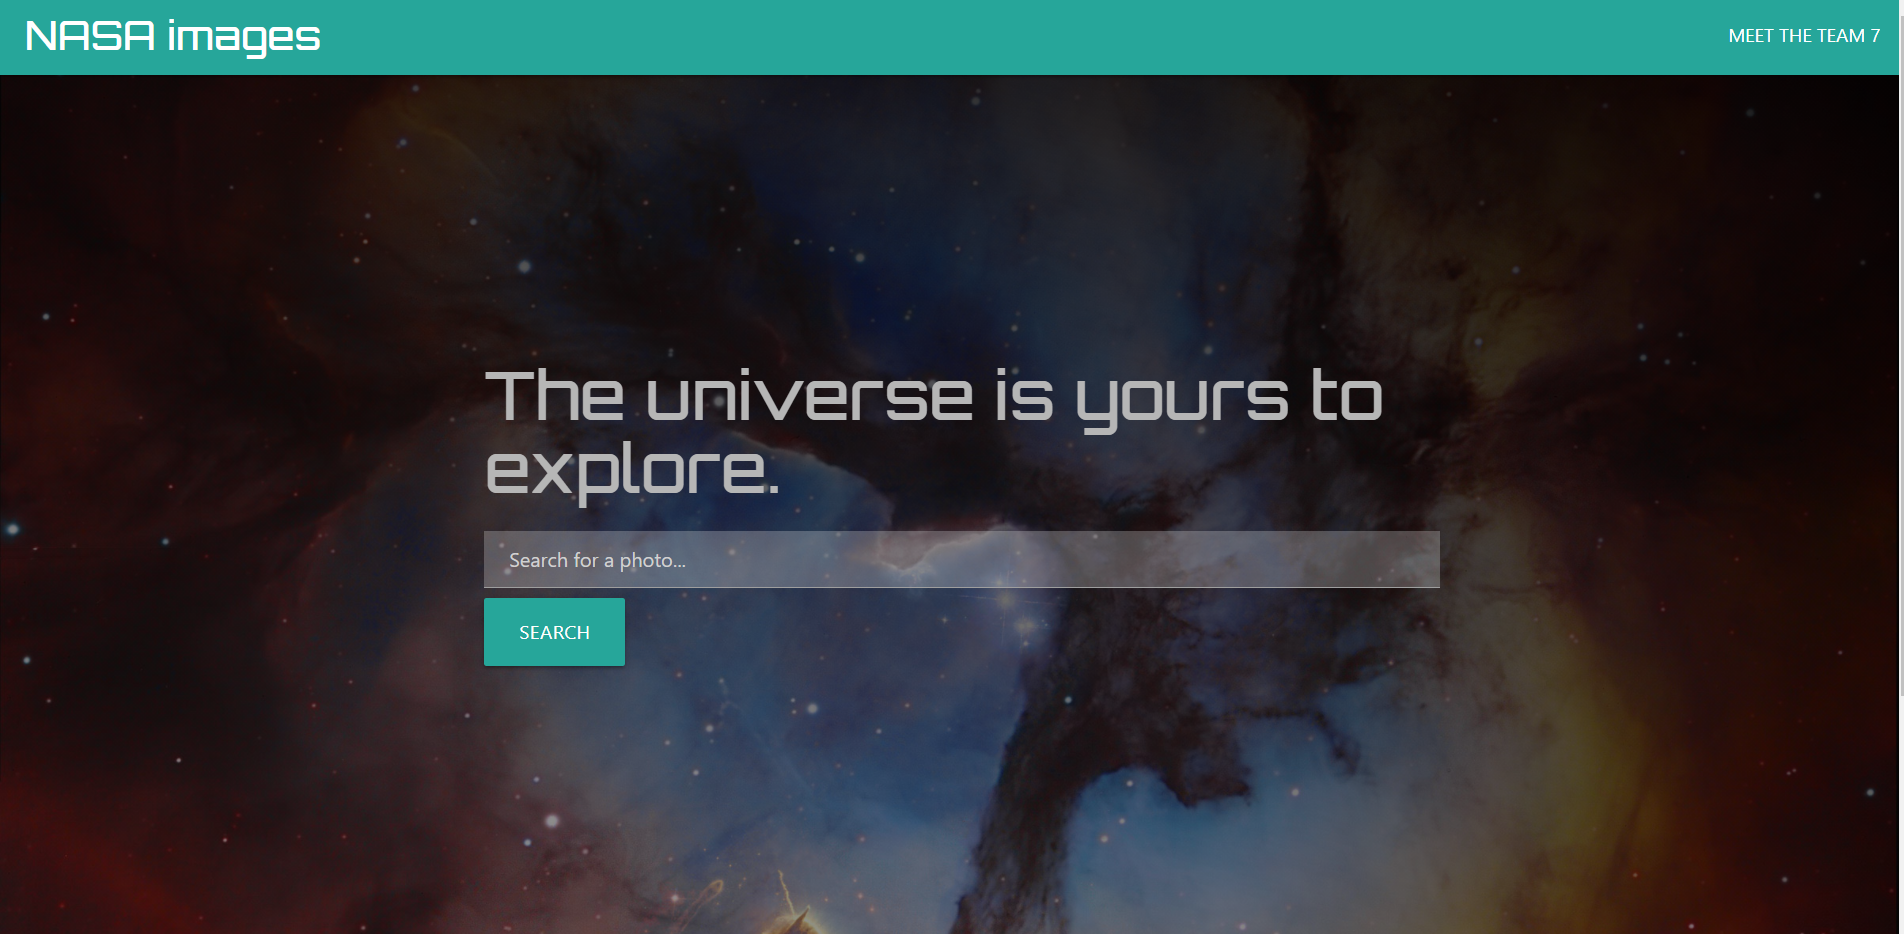 NASA images
MEET THE TEAM 7
The universe is yours to
explore.
Search for a photo...
SEARCH